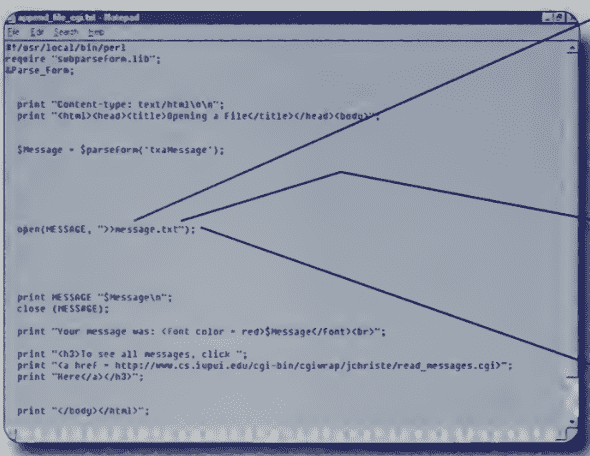 append_file_cgi.txt - Notepad
File Edit Search Help
#!/usr/local/bin/perl
require "subparseform.lib";
&Parse_Form;
print "Content-type: text/html\n\n";
print "<html><head><title>Opening a File</title></head><body>";
$Message = $parseform('txaMessage');
open(MESSAGE, ">>message.txt");
print MESSAGE "$Message\n";
close (MESSAGE);
print "Your message was: <font color = red>$Message</font><br>";
print "<h3>To see all messages, click ";
print "<a href = http://www.cs.iupui.edu/cgi-bin/cgiwrap/jchriste/read_messages.cgi>";
print "Here</a></h3>";
print "</body></html>";